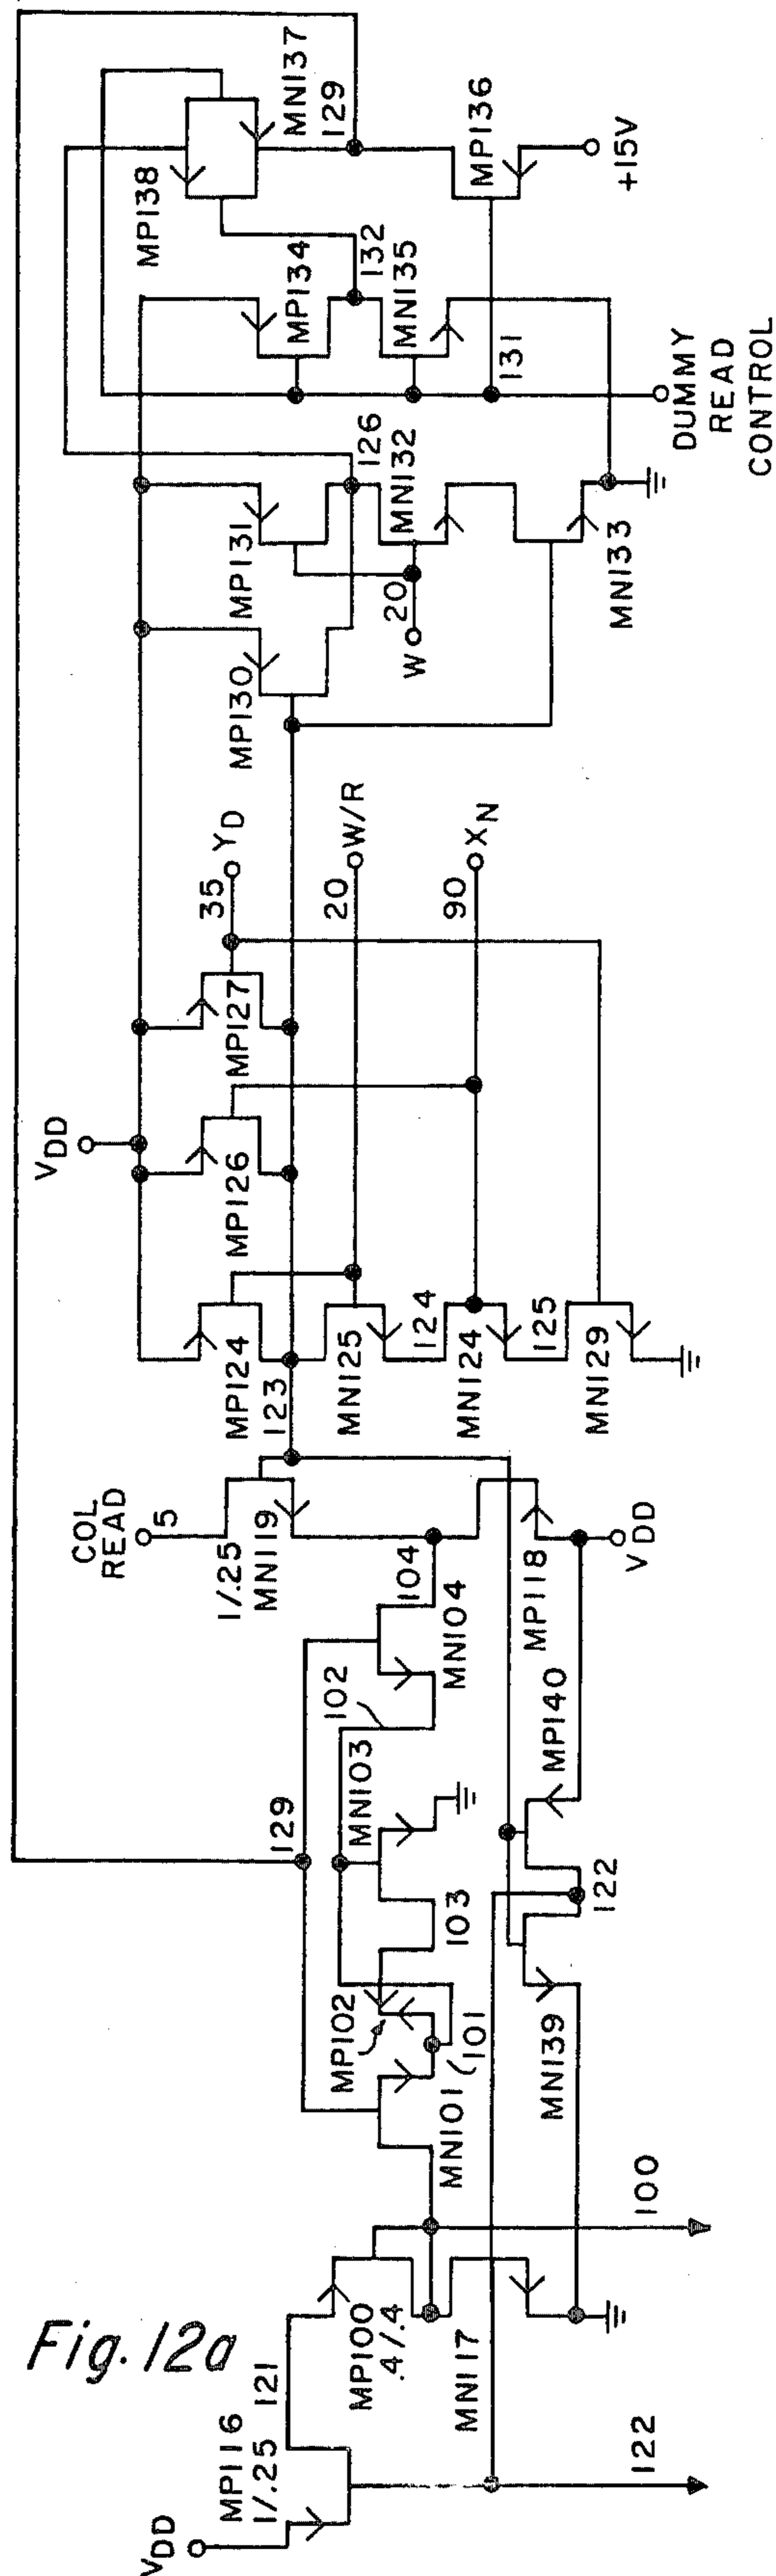 MN137
129
MP138
MP136
+15V
MP134
132
MN135
131
DUMMY
READ
CONTROL
126
MN132
MP131
20
W
MN133
MP130
35
YD
20
W/R
90
XN
MP127
VDD
MP126
MP124
123
MN125
124
MN124
125
MN129
COL
READ
5
1/.25
MN119
104
MN104
MP118
VDD
102
MN103
129
103
MP140
122
MP102
101
MN101
MN139
100
MP100
.4/.4
MN117
121
MP116
1/.25
VDD
122
Fig. 12a